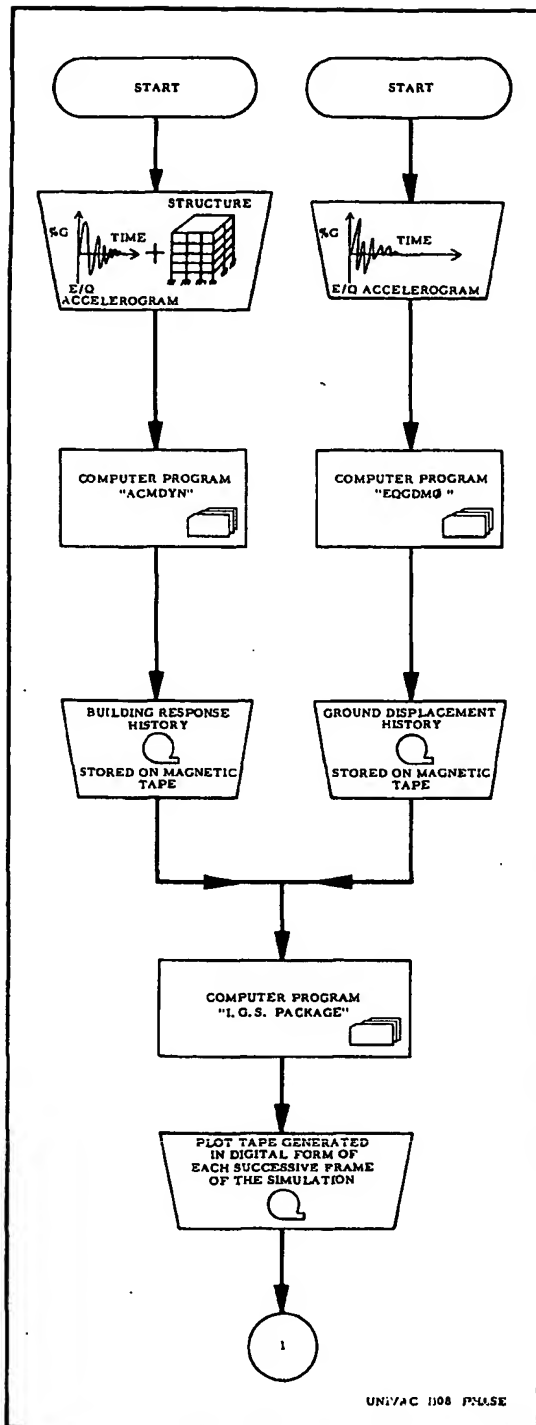 START
START
STRUCTURE
%G
TIME
+
E/Q
ACCELEROGRAM
%G
TIME
E/Q ACCELEROGRAM
COMPUTER PROGRAM
"ACMDYN"
COMPUTER PROGRAM
"EQGDMØ"
BUILDING RESPONSE
HISTORY
STORED ON MAGNETIC
TAPE
GROUND DISPLACEMENT
HISTORY
STORED ON MAGNETIC
TAPE
COMPUTER PROGRAM
"I. G. S. PACKAGE"
PLOT TAPE GENERATED
IN DIGITAL FORM OF
EACH SUCCESSIVE FRAME
OF THE SIMULATION
1
UNIVAC 1108 PHASE